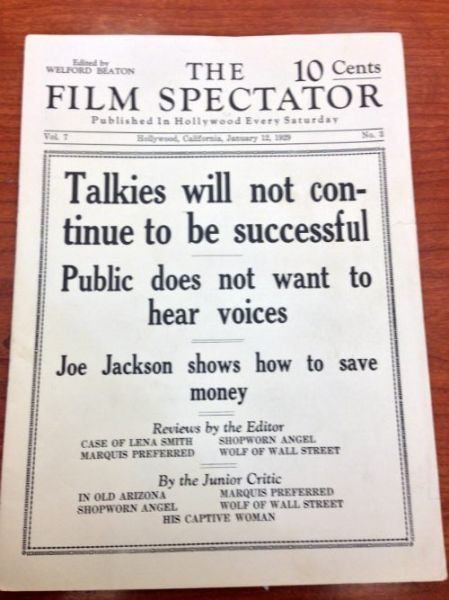 Edited by
WELFORD BEATON
THE
10 Cents
FILM SPECTATOR
Published In Hollywood Every Saturday
Vol. 7 Hollywood, California, January 12, 1929 No. 3
Talkies will not con-
tinue to be successful
Public does not want to
hear voices
Joe Jackson shows how to save
money
Reviews by the Editor
CASE OF LENA SMITH SHOPWORN ANGEL
MARQUIS PREFERRED WOLF OF WALL STREET
By the Junior Critic
IN OLD ARIZONA MARQUIS PREFERRED
SHOPWORN ANGEL WOLF OF WALL STREET
HIS CAPTIVE WOMAN